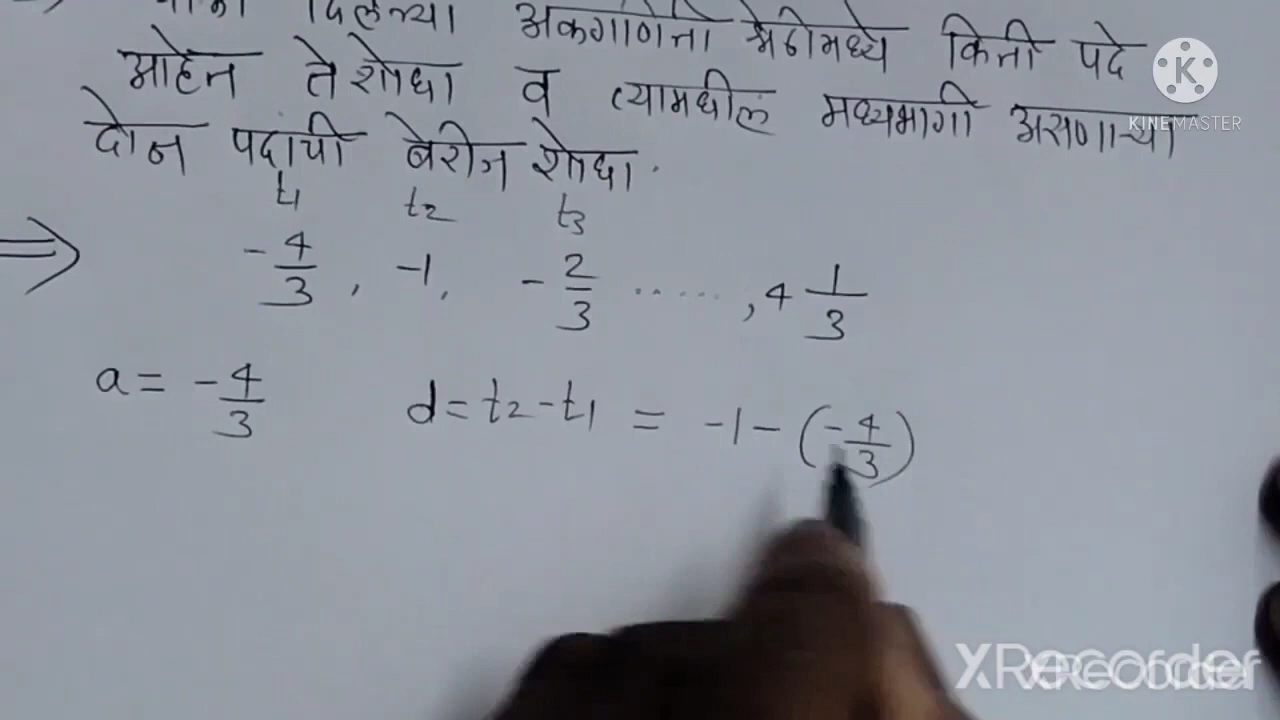 दिलेल्या अंकगणिती श्रेढीमध्ये किती पदे
आहेत ते शोधा व त्यामधील मध्यभागी असणाऱ्या
दोन पदांची बेरीज शोधा.
t1 t2 t3
⇒ -4/3, -1, -2/3 ....., 4 1/3
a = -4/3 d = t2 - t1 = -1 - (-4/3)
K
KINEMASTER
XRecorder